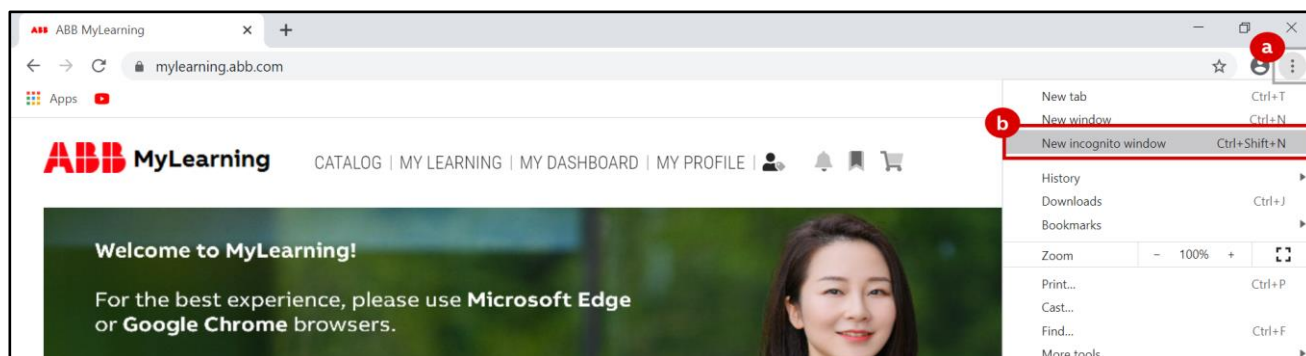 ABB ABB MyLearning
mylearning.abb.com
a
Apps
New tab Ctrl+T
New window Ctrl+N
b
New incognito window Ctrl+Shift+N
ABB MyLearning CATALOG | MY LEARNING | MY DASHBOARD | MY PROFILE |
History
Downloads Ctrl+J
Bookmarks
Zoom - 100% +
Print... Ctrl+P
Cast...
Find... Ctrl+F
More tools
Welcome to MyLearning!
For the best experience, please use Microsoft Edge
or Google Chrome browsers.